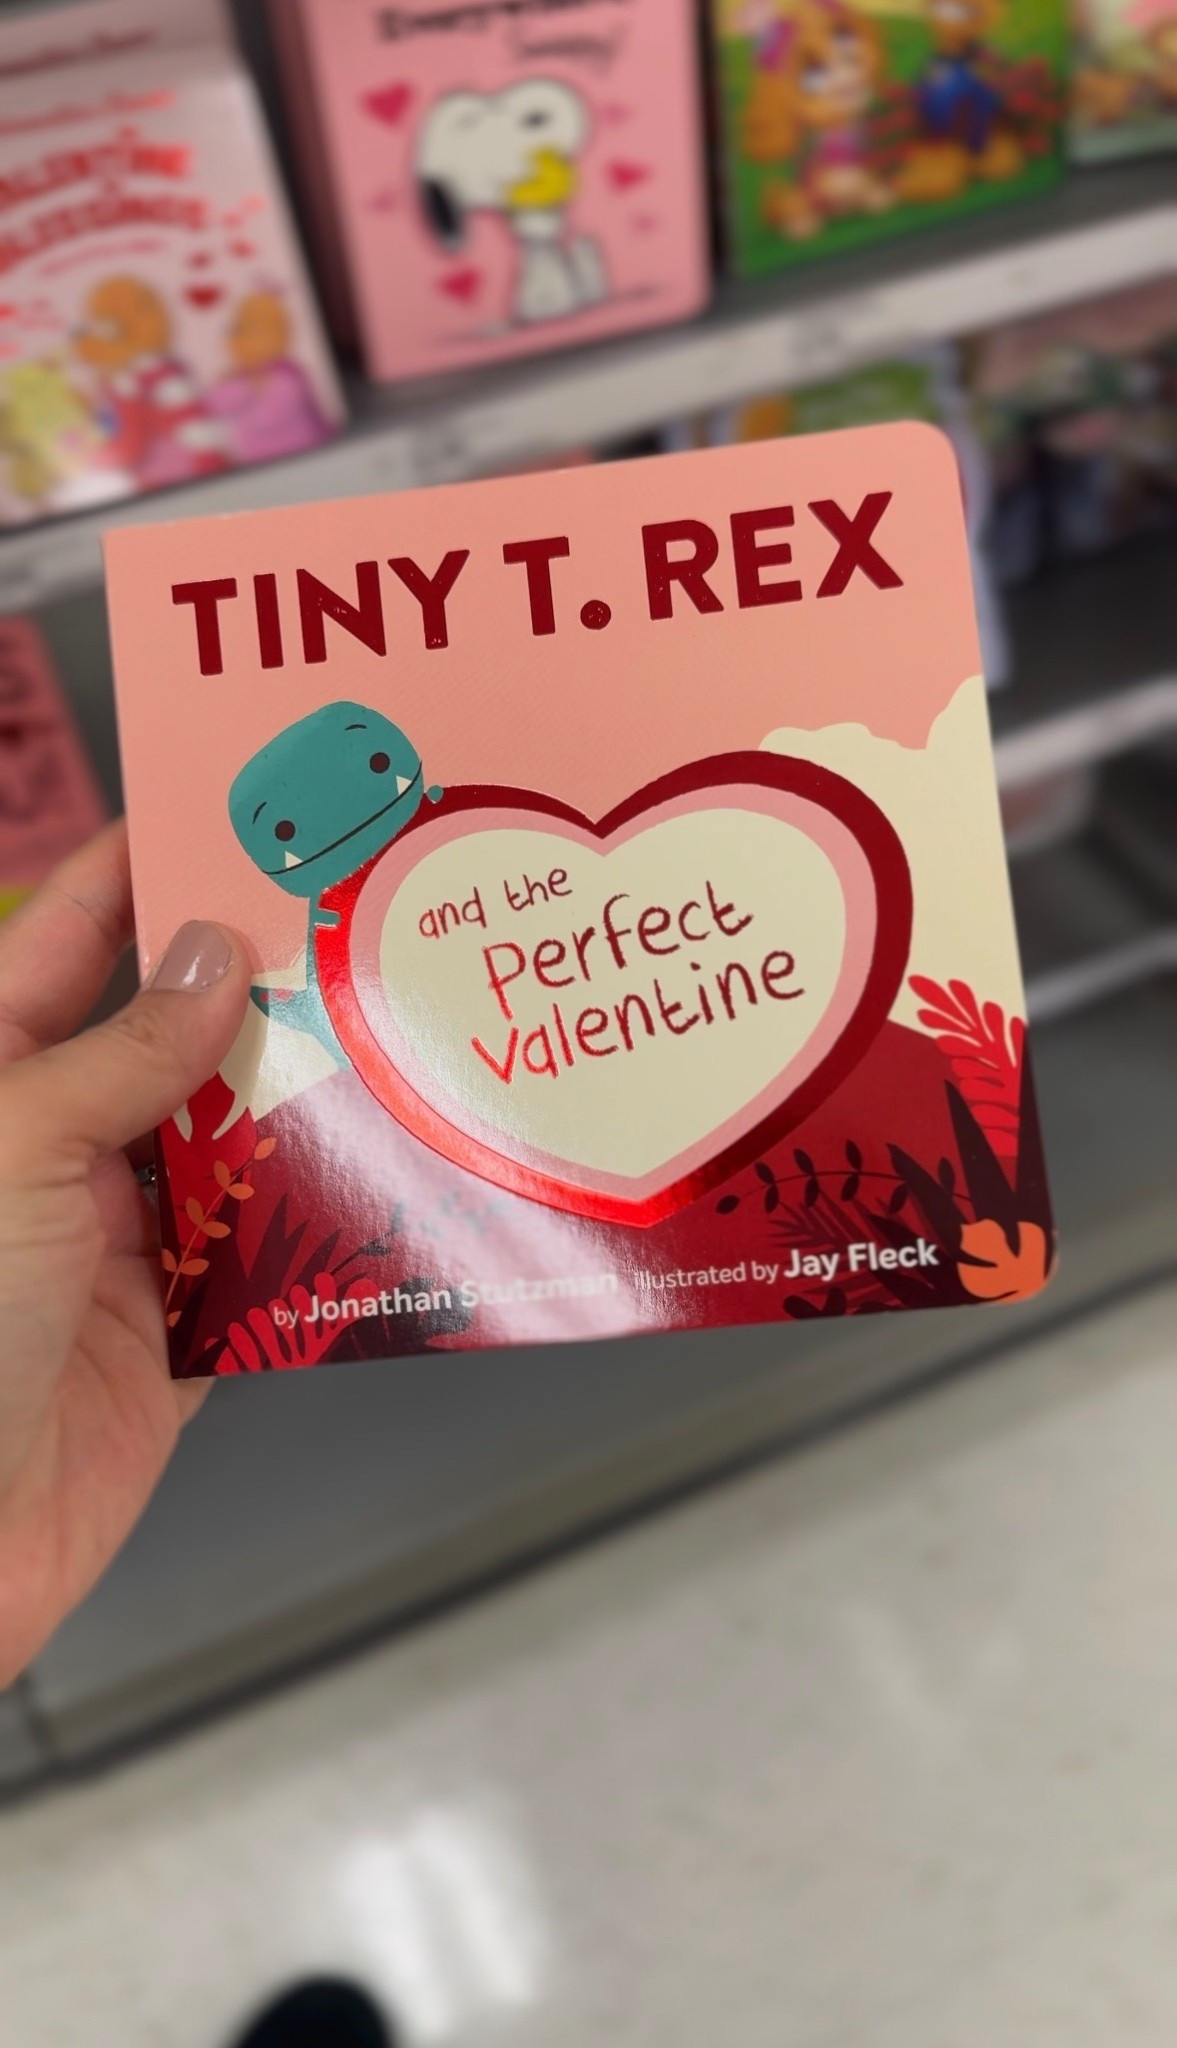 TINY T. REX
and the
perfect
valentine
by Jonathan Stutzman illustrated by Jay Fleck